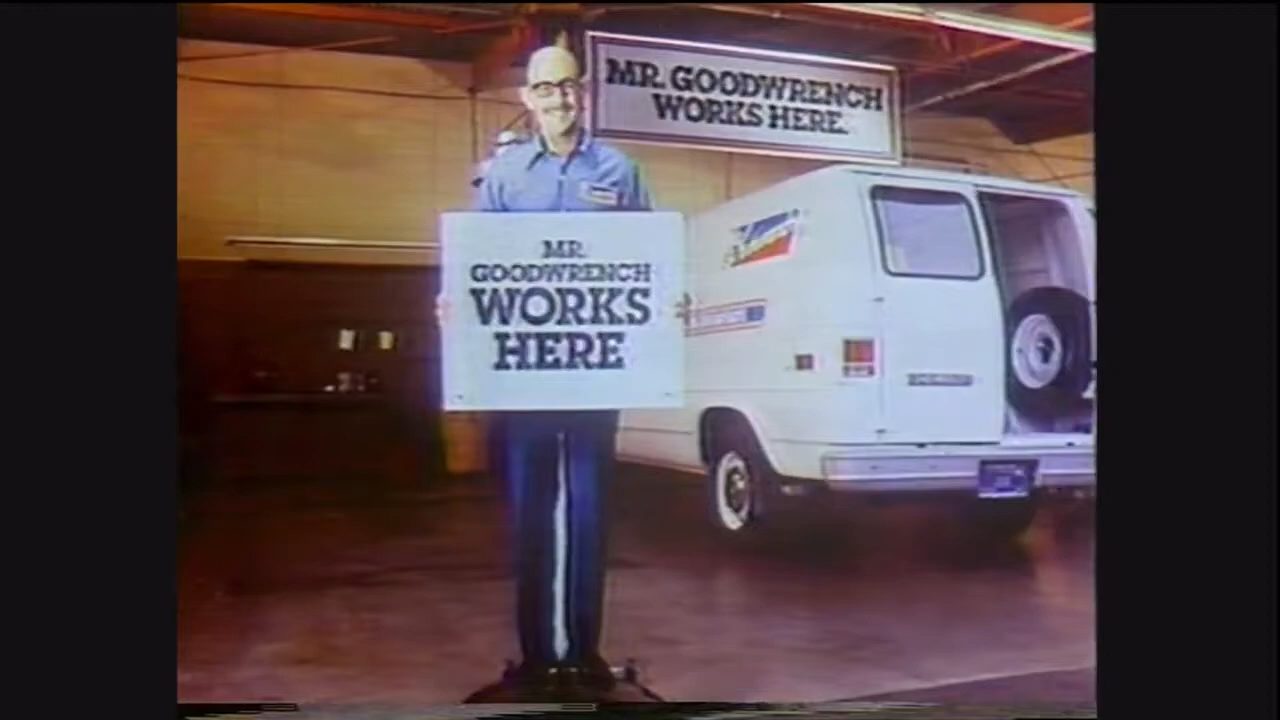 MR. GOODWRENCH
WORKS HERE.
MR.
GOODWRENCH
WORKS
HERE